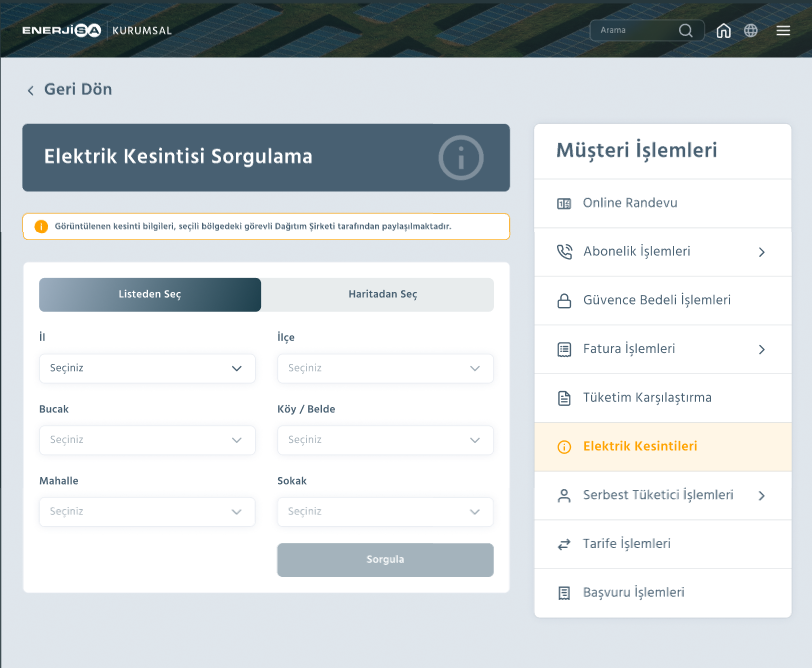 ENERJİSA KURUMSAL
Arama
Geri Dön
Elektrik Kesintisi Sorgulama
Görüntülenen kesinti bilgileri, seçili bölgedeki görevli Dağıtım Şirketi tarafından paylaşılmaktadır.
Listeden Seç
Haritadan Seç
İl
İlçe
Seçiniz
Seçiniz
Bucak
Köy / Belde
Seçiniz
Seçiniz
Mahalle
Sokak
Seçiniz
Seçiniz
Sorgula
Müşteri İşlemleri
Online Randevu
Abonelik İşlemleri
Güvence Bedeli İşlemleri
Fatura İşlemleri
Tüketim Karşılaştırma
Elektrik Kesintileri
Serbest Tüketici İşlemleri
Tarife İşlemleri
Başvuru İşlemleri